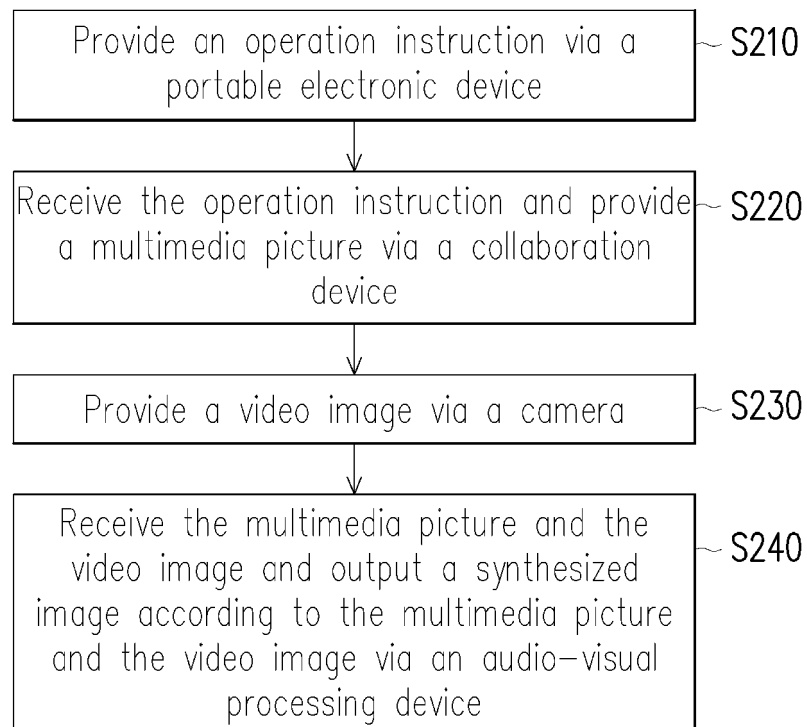 Provide an operation instruction via a
portable electronic device
S210
Receive the operation instruction and provide
a multimedia picture via a collaboration
device
S220
Provide a video image via a camera
S230
Receive the multimedia picture and the
video image and output a synthesized
image according to the multimedia picture
and the video image via an audio-visual
processing device
S240